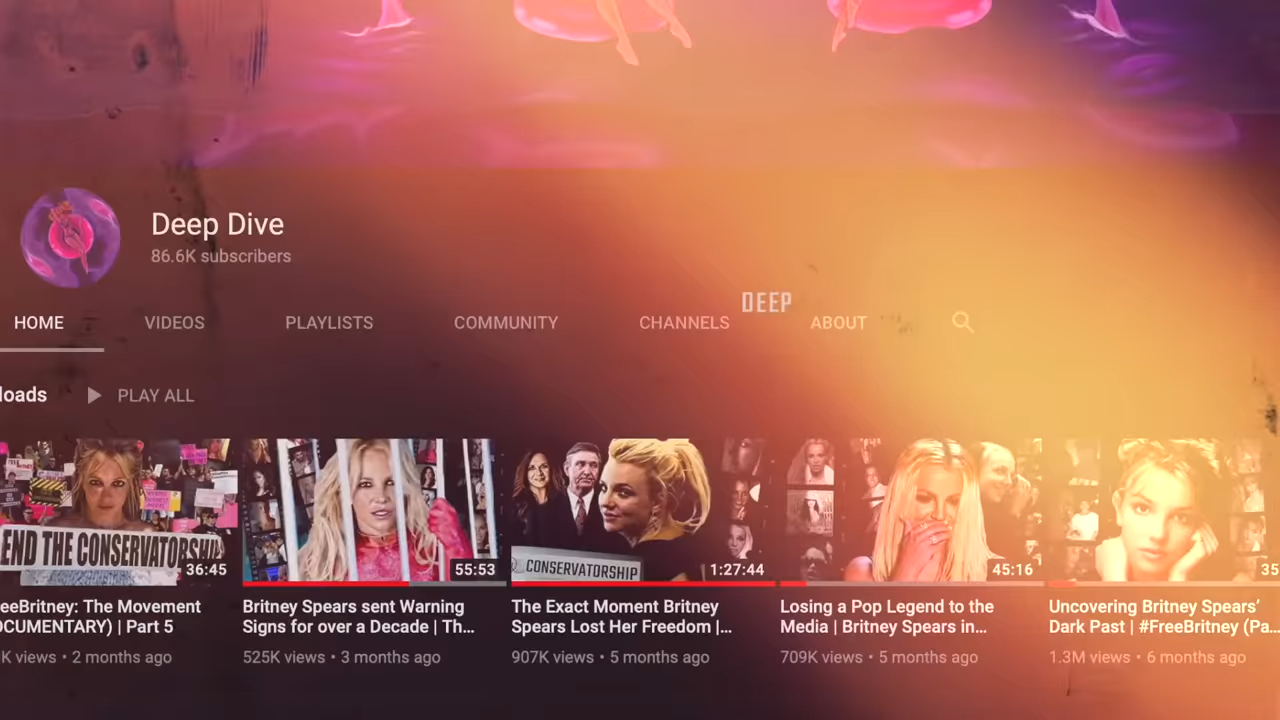 Deep Dive
86.6K subscribers
DEEP
HOME VIDEOS PLAYLISTS COMMUNITY CHANNELS ABOUT
loads PLAY ALL
END THE CONSERVATORSHIP
CONSERVATORSHIP
36:45 55:53 1:27:44 45:16 35
eeBritney: The Movement
OCUMENTARY) | Part 5
K views • 2 months ago
Britney Spears sent Warning
Signs for over a Decade | Th...
525K views • 3 months ago
The Exact Moment Britney
Spears Lost Her Freedom |...
907K views • 5 months ago
Losing a Pop Legend to the
Media | Britney Spears in...
709K views • 5 months ago
Uncovering Britney Spears’
Dark Past | #FreeBritney (Pa...
1.3M views • 6 months ago